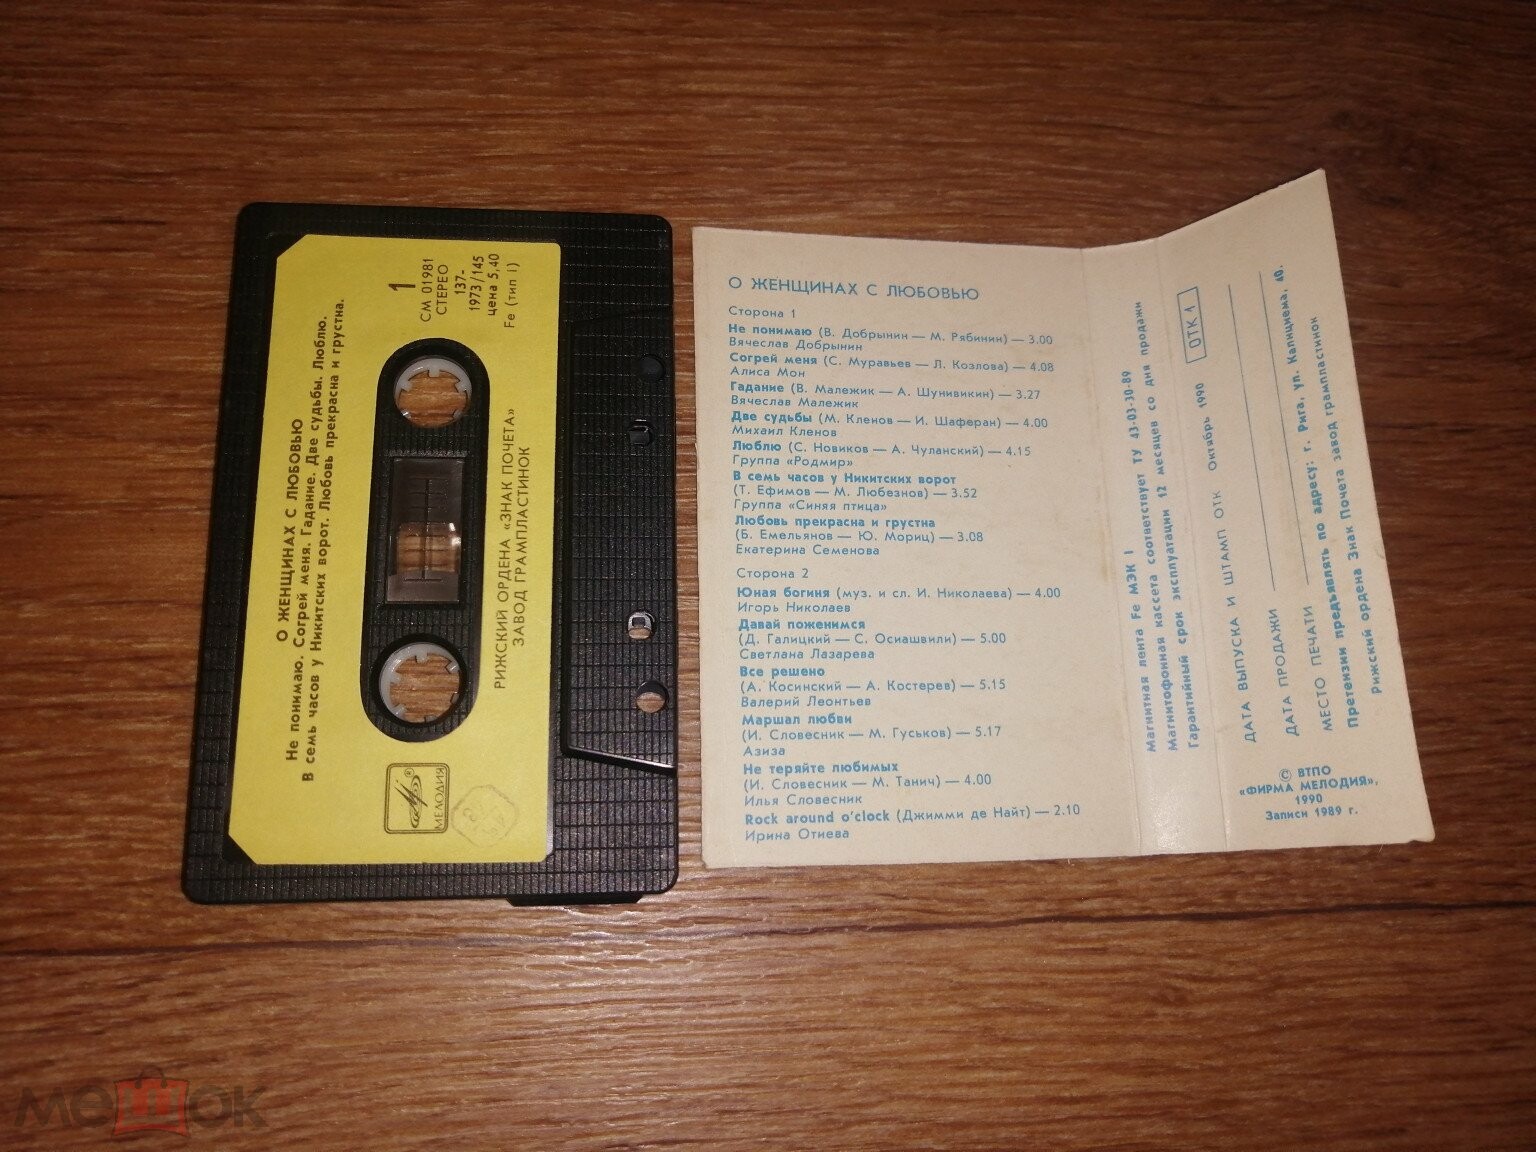 О ЖЕНЩИНАХ С ЛЮБОВЬЮ
Не понимаю. Согрей меня. Гадание. Две судьбы. Люблю.
В семь часов у Никитских ворот. Любовь прекрасна и грустна.
1
СМ 01981
СТЕРЕО
137-
1973/145
цена 5,40
Fe (тип I)
РИЖСКИЙ ОРДЕНА «ЗНАК ПОЧЕТА»
ЗАВОД ГРАМПЛАСТИНОК
МЕЛОДИЯ
О ЖЕНЩИНАХ С ЛЮБОВЬЮ
Сторона 1
Не понимаю (В. Добрынин — М. Рябинин) — 3.00
Вячеслав Добрынин
Согрей меня (С. Муравьев — Л. Козлова) — 4.08
Алиса Мон
Гадание (В. Малежик — А. Шунивикин) — 3.27
Вячеслав Малежик
Две судьбы (М. Кленов — И. Шаферан) — 4.00
Михаил Кленов
Люблю (С. Новиков — А. Чуланский) — 4.15
Группа «Родмир»
В семь часов у Никитских ворот
(Т. Ефимов — М. Любезнов) — 3.52
Группа «Синяя птица»
Любовь прекрасна и грустна
(Б. Емельянов — Ю. Мориц) — 3.08
Екатерина Семенова
Сторона 2
Юная богиня (муз. и сл. И. Николаева) — 4.00
Игорь Николаев
Давай поженимся
(Д. Галицкий — С. Осиашвили) — 5.00
Светлана Лазарева
Все решено
(А. Косинский — А. Костерев) — 5.15
Валерий Леонтьев
Маршал любви
(И. Словесник — М. Гуськов) — 5.17
Азиза
Не теряйте любимых
(И. Словесник — М. Танич) — 4.00
Илья Словесник
Rock around o'clock (Джимми де Найт) — 2.10
Ирина Отиева
Магнитная лента Fe МЭК I
Магнитофонная кассета соответствует ТУ 43-03-30-89
Гарантийный срок эксплуатации 12 месяцев со дня продажи
ДАТА ВЫПУСКА И ШТАМП ОТК Октябрь 1990 ОТК 1
ДАТА ПРОДАЖИ
МЕСТО ПЕЧАТИ
Претензии предъявлять по адресу: г. Рига, ул. Капициема, 40.
Рижский ордена Знак Почета завод грампластинок
© ВТПО
«ФИРМА МЕЛОДИЯ»,
1990
Записи 1989 г.
мешок